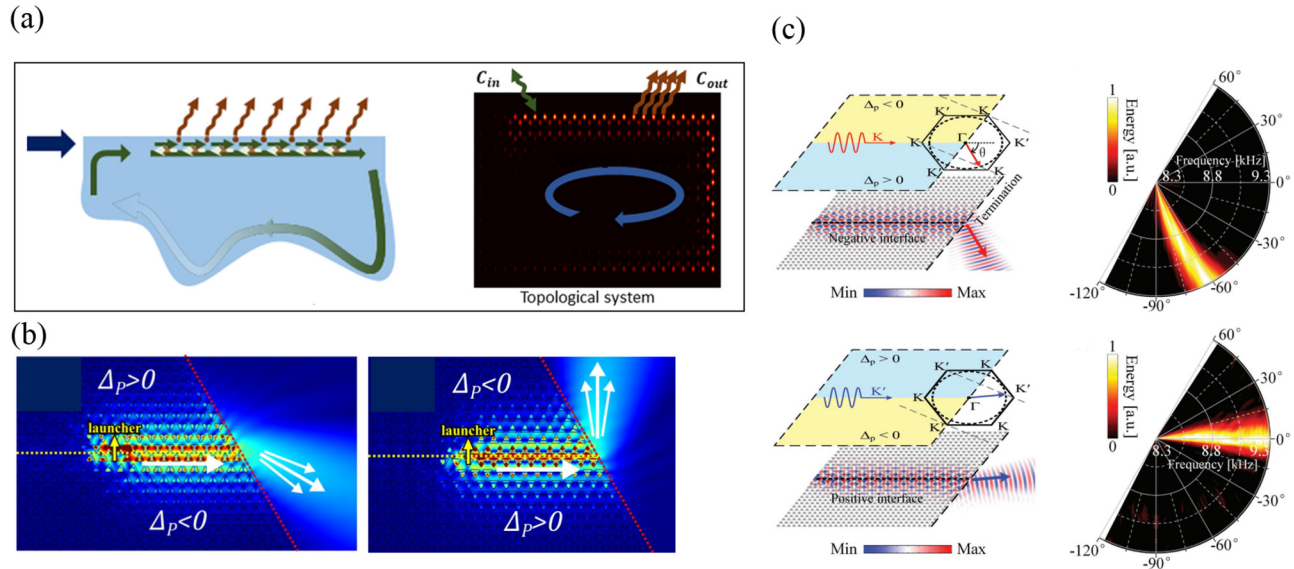 (a)
C_in
C_out
Topological system
(b)
Δ_P>0
launcher
Δ_P<0
Δ_P<0
launcher
Δ_P>0
(c)
Δ_p < 0
K
K' K
K Γ K'
θ
K' K
Δ_p > 0
Termination
Negative interface
Min Max
1
Energy [a.u.]
0
60°
30°
Frequency [kHz]
8.3 8.8 9.3
0°
-30°
-60°
-90°
-120°
Δ_p > 0
K'
K' K
K Γ K'
K' K
Δ_p < 0
Positive interface
Min Max
1
Energy [a.u.]
0
60°
30°
0°
8.3 8.8 9.3
Frequency [kHz]
-30°
-60°
-90°
-120°